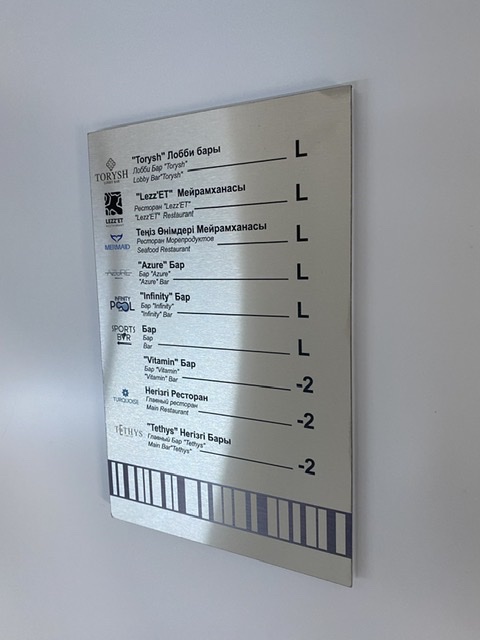 TORYSH
LOBBY BAR
"Torysh" Лобби бары
Лобби Бар "Torysh"
Lobby Bar"Torysh"
L
LEZZ'ET
"Lezz'ET" Мейрамханасы
Ресторан "Lezz'ET"
"Lezz'ET" Restaurant
L
MERMAID
Теңіз Өнімдері Мейрамханасы
Ресторан Морепродуктов
Seafood Restaurant
L
AZURE
"Azure" Бар
Бар "Azure"
"Azure" Bar
L
INFINITY
POOL
"Infinity" Бар
Бар "Infinity"
"Infinity" Bar
L
SPORTS
BAR
Бар
Бар
Bar
L
"Vitamin" Бар
Бар "Vitamin"
"Vitamin" Bar
-2
TURQUOISE
Негізгі Ресторан
Главный ресторан
Main Restaurant
-2
TETHYS
"Tethys" Негізгі Бары
Главный Бар "Tethys"
Main Bar"Tethys"
-2